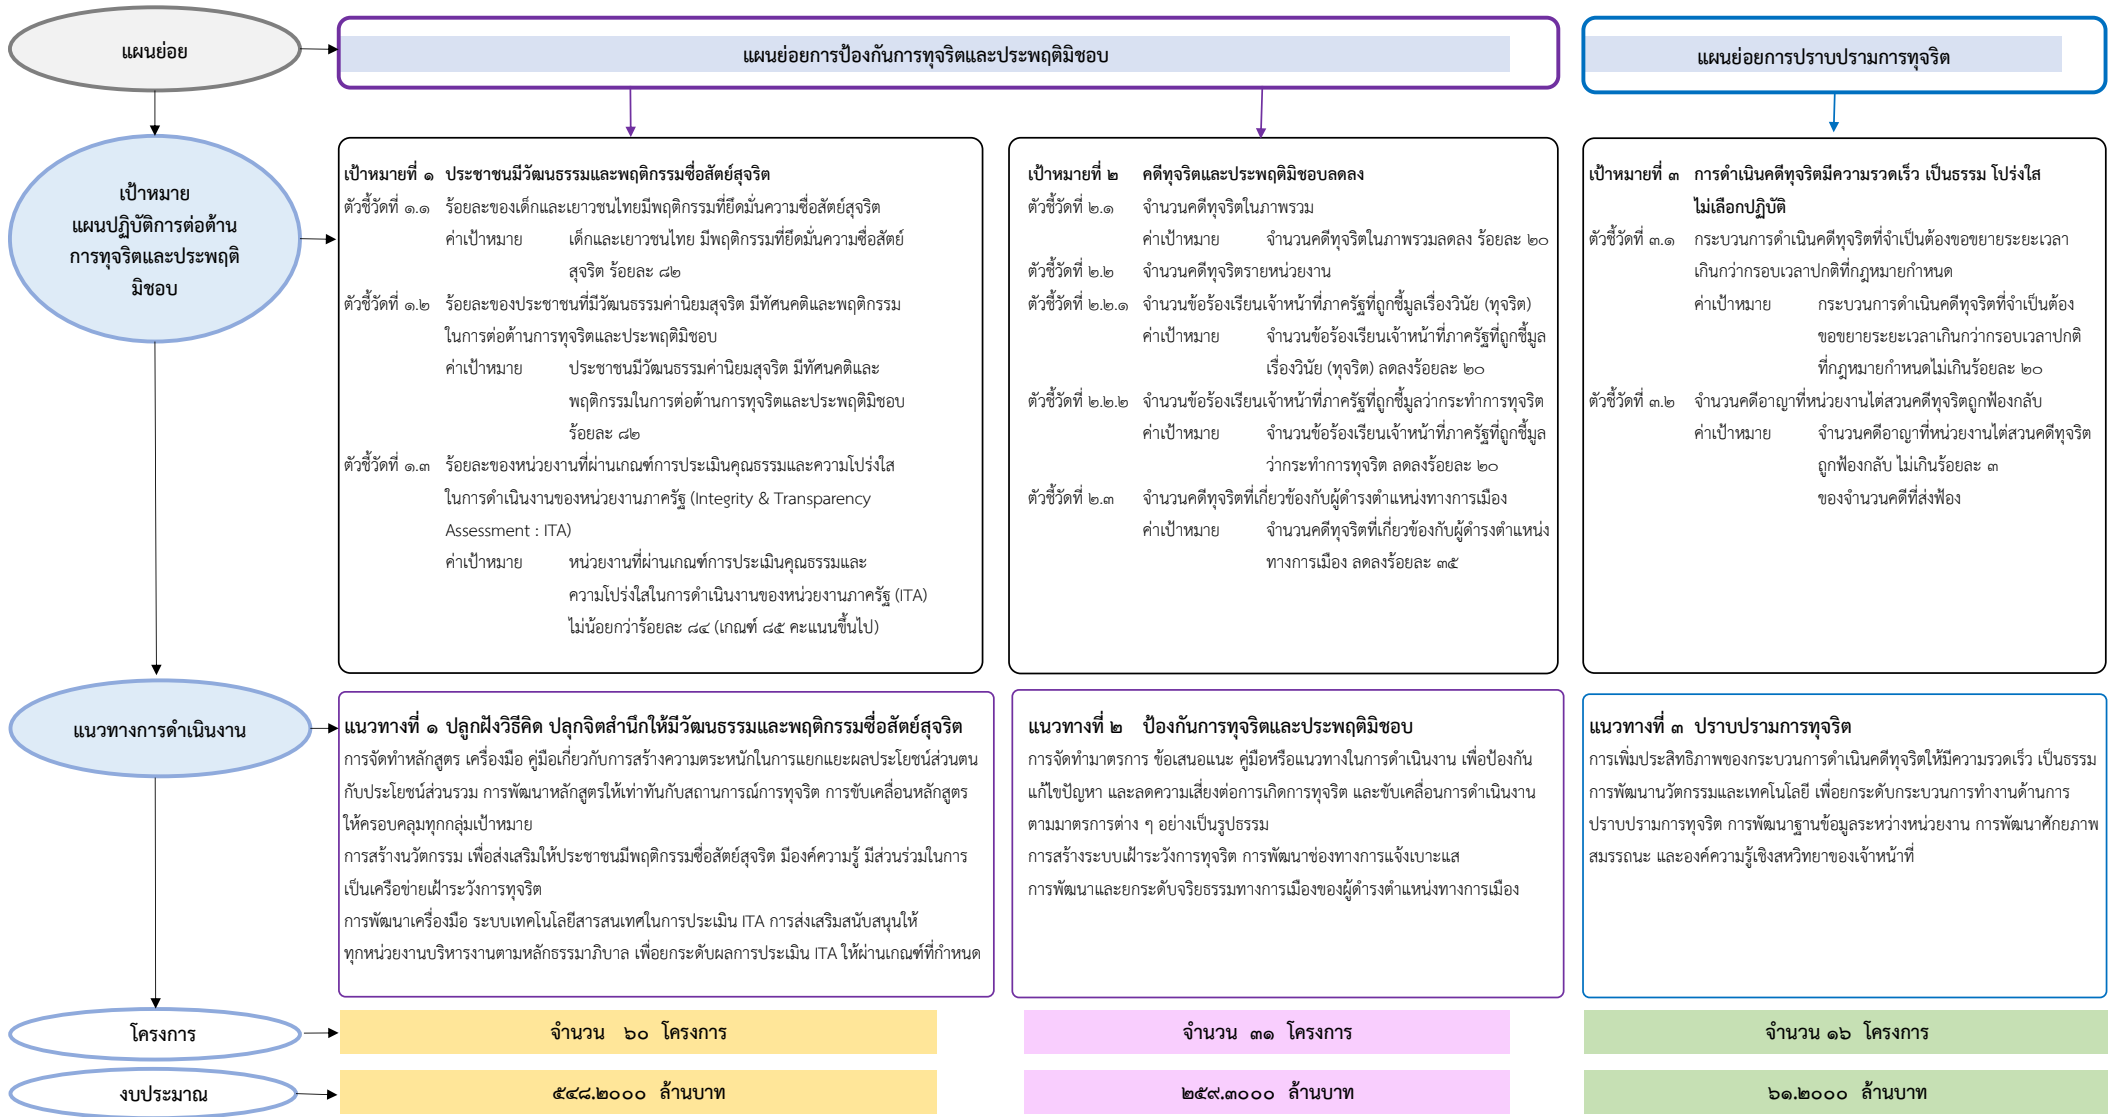 แผนย่อย
แผนย่อยการป้องกันการทุจริตและประพฤติมิชอบ
แผนย่อยการปราบปรามการทุจริต
เป้าหมาย
แผนปฏิบัติการต่อต้าน
การทุจริตและประพฤติ
มิชอบ
เป้าหมายที่ ๑ ประชาชนมีวัฒนธรรมและพฤติกรรมซื่อสัตย์สุจริต
ตัวชี้วัดที่ ๑.๑ ร้อยละของเด็กและเยาวชนไทยมีพฤติกรรมที่ยึดมั่นความซื่อสัตย์สุจริต
ค่าเป้าหมาย เด็กและเยาวชนไทย มีพฤติกรรมที่ยึดมั่นความซื่อสัตย์
สุจริต ร้อยละ ๘๒
ตัวชี้วัดที่ ๑.๒ ร้อยละของประชาชนที่มีวัฒนธรรมค่านิยมสุจริต มีทัศนคติและพฤติกรรม
ในการต่อต้านการทุจริตและประพฤติมิชอบ
ค่าเป้าหมาย ประชาชนมีวัฒนธรรมค่านิยมสุจริต มีทัศนคติและ
พฤติกรรมในการต่อต้านการทุจริตและประพฤติมิชอบ
ร้อยละ ๘๒
ตัวชี้วัดที่ ๑.๓ ร้อยละของหน่วยงานที่ผ่านเกณฑ์การประเมินคุณธรรมและความโปร่งใส
ในการดำเนินงานของหน่วยงานภาครัฐ (Integrity & Transparency
Assessment : ITA)
ค่าเป้าหมาย หน่วยงานที่ผ่านเกณฑ์การประเมินคุณธรรมและ
ความโปร่งใสในการดำเนินงานของหน่วยงานภาครัฐ (ITA)
ไม่น้อยกว่าร้อยละ ๘๔ (เกณฑ์ ๘๕ คะแนนขึ้นไป)
เป้าหมายที่ ๒ คดีทุจริตและประพฤติมิชอบลดลง
ตัวชี้วัดที่ ๒.๑ จำนวนคดีทุจริตในภาพรวม
ค่าเป้าหมาย จำนวนคดีทุจริตในภาพรวมลดลง ร้อยละ ๒๐
ตัวชี้วัดที่ ๒.๒ จำนวนคดีทุจริตรายหน่วยงาน
ตัวชี้วัดที่ ๒.๒.๑ จำนวนข้อร้องเรียนเจ้าหน้าที่ภาครัฐที่ถูกชี้มูลเรื่องวินัย (ทุจริต)
ค่าเป้าหมาย จำนวนข้อร้องเรียนเจ้าหน้าที่ภาครัฐที่ถูกชี้มูล
เรื่องวินัย (ทุจริต) ลดลงร้อยละ ๒๐
ตัวชี้วัดที่ ๒.๒.๒ จำนวนข้อร้องเรียนเจ้าหน้าที่ภาครัฐที่ถูกชี้มูลว่ากระทำการทุจริต
ค่าเป้าหมาย จำนวนข้อร้องเรียนเจ้าหน้าที่ภาครัฐที่ถูกชี้มูล
ว่ากระทำการทุจริต ลดลงร้อยละ ๒๐
ตัวชี้วัดที่ ๒.๓ จำนวนคดีทุจริตที่เกี่ยวข้องกับผู้ดำรงตำแหน่งทางการเมือง
ค่าเป้าหมาย จำนวนคดีทุจริตที่เกี่ยวข้องกับผู้ดำรงตำแหน่ง
ทางการเมือง ลดลงร้อยละ ๓๕
เป้าหมายที่ ๓ การดำเนินคดีทุจริตมีความรวดเร็ว เป็นธรรม โปร่งใส
ไม่เลือกปฏิบัติ
ตัวชี้วัดที่ ๓.๑ กระบวนการดำเนินคดีทุจริตที่จำเป็นต้องขอขยายระยะเวลา
เกินกว่ากรอบเวลาปกติที่กฎหมายกำหนด
ค่าเป้าหมาย กระบวนการดำเนินคดีทุจริตที่จำเป็นต้อง
ขอขยายระยะเวลาเกินกว่ากรอบเวลาปกติ
ที่กฎหมายกำหนดไม่เกินร้อยละ ๒๐
ตัวชี้วัดที่ ๓.๒ จำนวนคดีอาญาที่หน่วยงานไต่สวนคดีทุจริตถูกฟ้องกลับ
ค่าเป้าหมาย จำนวนคดีอาญาที่หน่วยงานไต่สวนคดีทุจริต
ถูกฟ้องกลับ ไม่เกินร้อยละ ๓
ของจำนวนคดีที่ส่งฟ้อง
แนวทางการดำเนินงาน
แนวทางที่ ๑ ปลูกฝังวิธีคิด ปลุกจิตสำนึกให้มีวัฒนธรรมและพฤติกรรมซื่อสัตย์สุจริต
การจัดทำหลักสูตร เครื่องมือ คู่มือเกี่ยวกับการสร้างความตระหนักในการแยกแยะผลประโยชน์ส่วนตน
กับประโยชน์ส่วนรวม การพัฒนาหลักสูตรให้เท่าทันกับสถานการณ์การทุจริต การขับเคลื่อนหลักสูตร
ให้ครอบคลุมทุกกลุ่มเป้าหมาย
การสร้างนวัตกรรม เพื่อส่งเสริมให้ประชาชนมีพฤติกรรมซื่อสัตย์สุจริต มีองค์ความรู้ มีส่วนร่วมในการ
เป็นเครือข่ายเฝ้าระวังการทุจริต
การพัฒนาเครื่องมือ ระบบเทคโนโลยีสารสนเทศในการประเมิน ITA การส่งเสริมสนับสนุนให้
ทุกหน่วยงานบริหารงานตามหลักธรรมาภิบาล เพื่อยกระดับผลการประเมิน ITA ให้ผ่านเกณฑ์ที่กำหนด
แนวทางที่ ๒ ป้องกันการทุจริตและประพฤติมิชอบ
การจัดทำมาตรการ ข้อเสนอแนะ คู่มือหรือแนวทางในการดำเนินงาน เพื่อป้องกัน
แก้ไขปัญหา และลดความเสี่ยงต่อการเกิดการทุจริต และขับเคลื่อนการดำเนินงาน
ตามมาตรการต่าง ๆ อย่างเป็นรูปธรรม
การสร้างระบบเฝ้าระวังการทุจริต การพัฒนาช่องทางการแจ้งเบาะแส
การพัฒนาและยกระดับจริยธรรมทางการเมืองของผู้ดำรงตำแหน่งทางการเมือง
แนวทางที่ ๓ ปราบปรามการทุจริต
การเพิ่มประสิทธิภาพของกระบวนการดำเนินคดีทุจริตให้มีความรวดเร็ว เป็นธรรม
การพัฒนานวัตกรรมและเทคโนโลยี เพื่อยกระดับกระบวนการทำงานด้านการ
ปราบปรามการทุจริต การพัฒนาฐานข้อมูลระหว่างหน่วยงาน การพัฒนาศักยภาพ
สมรรถนะ และองค์ความรู้เชิงสหวิทยาของเจ้าหน้าที่
โครงการ
จำนวน ๖๐ โครงการ
จำนวน ๓๑ โครงการ
จำนวน ๑๖ โครงการ
งบประมาณ
๕๔๘.๒๐๐๐ ล้านบาท
๒๕๙.๓๐๐๐ ล้านบาท
๖๑.๒๐๐๐ ล้านบาท